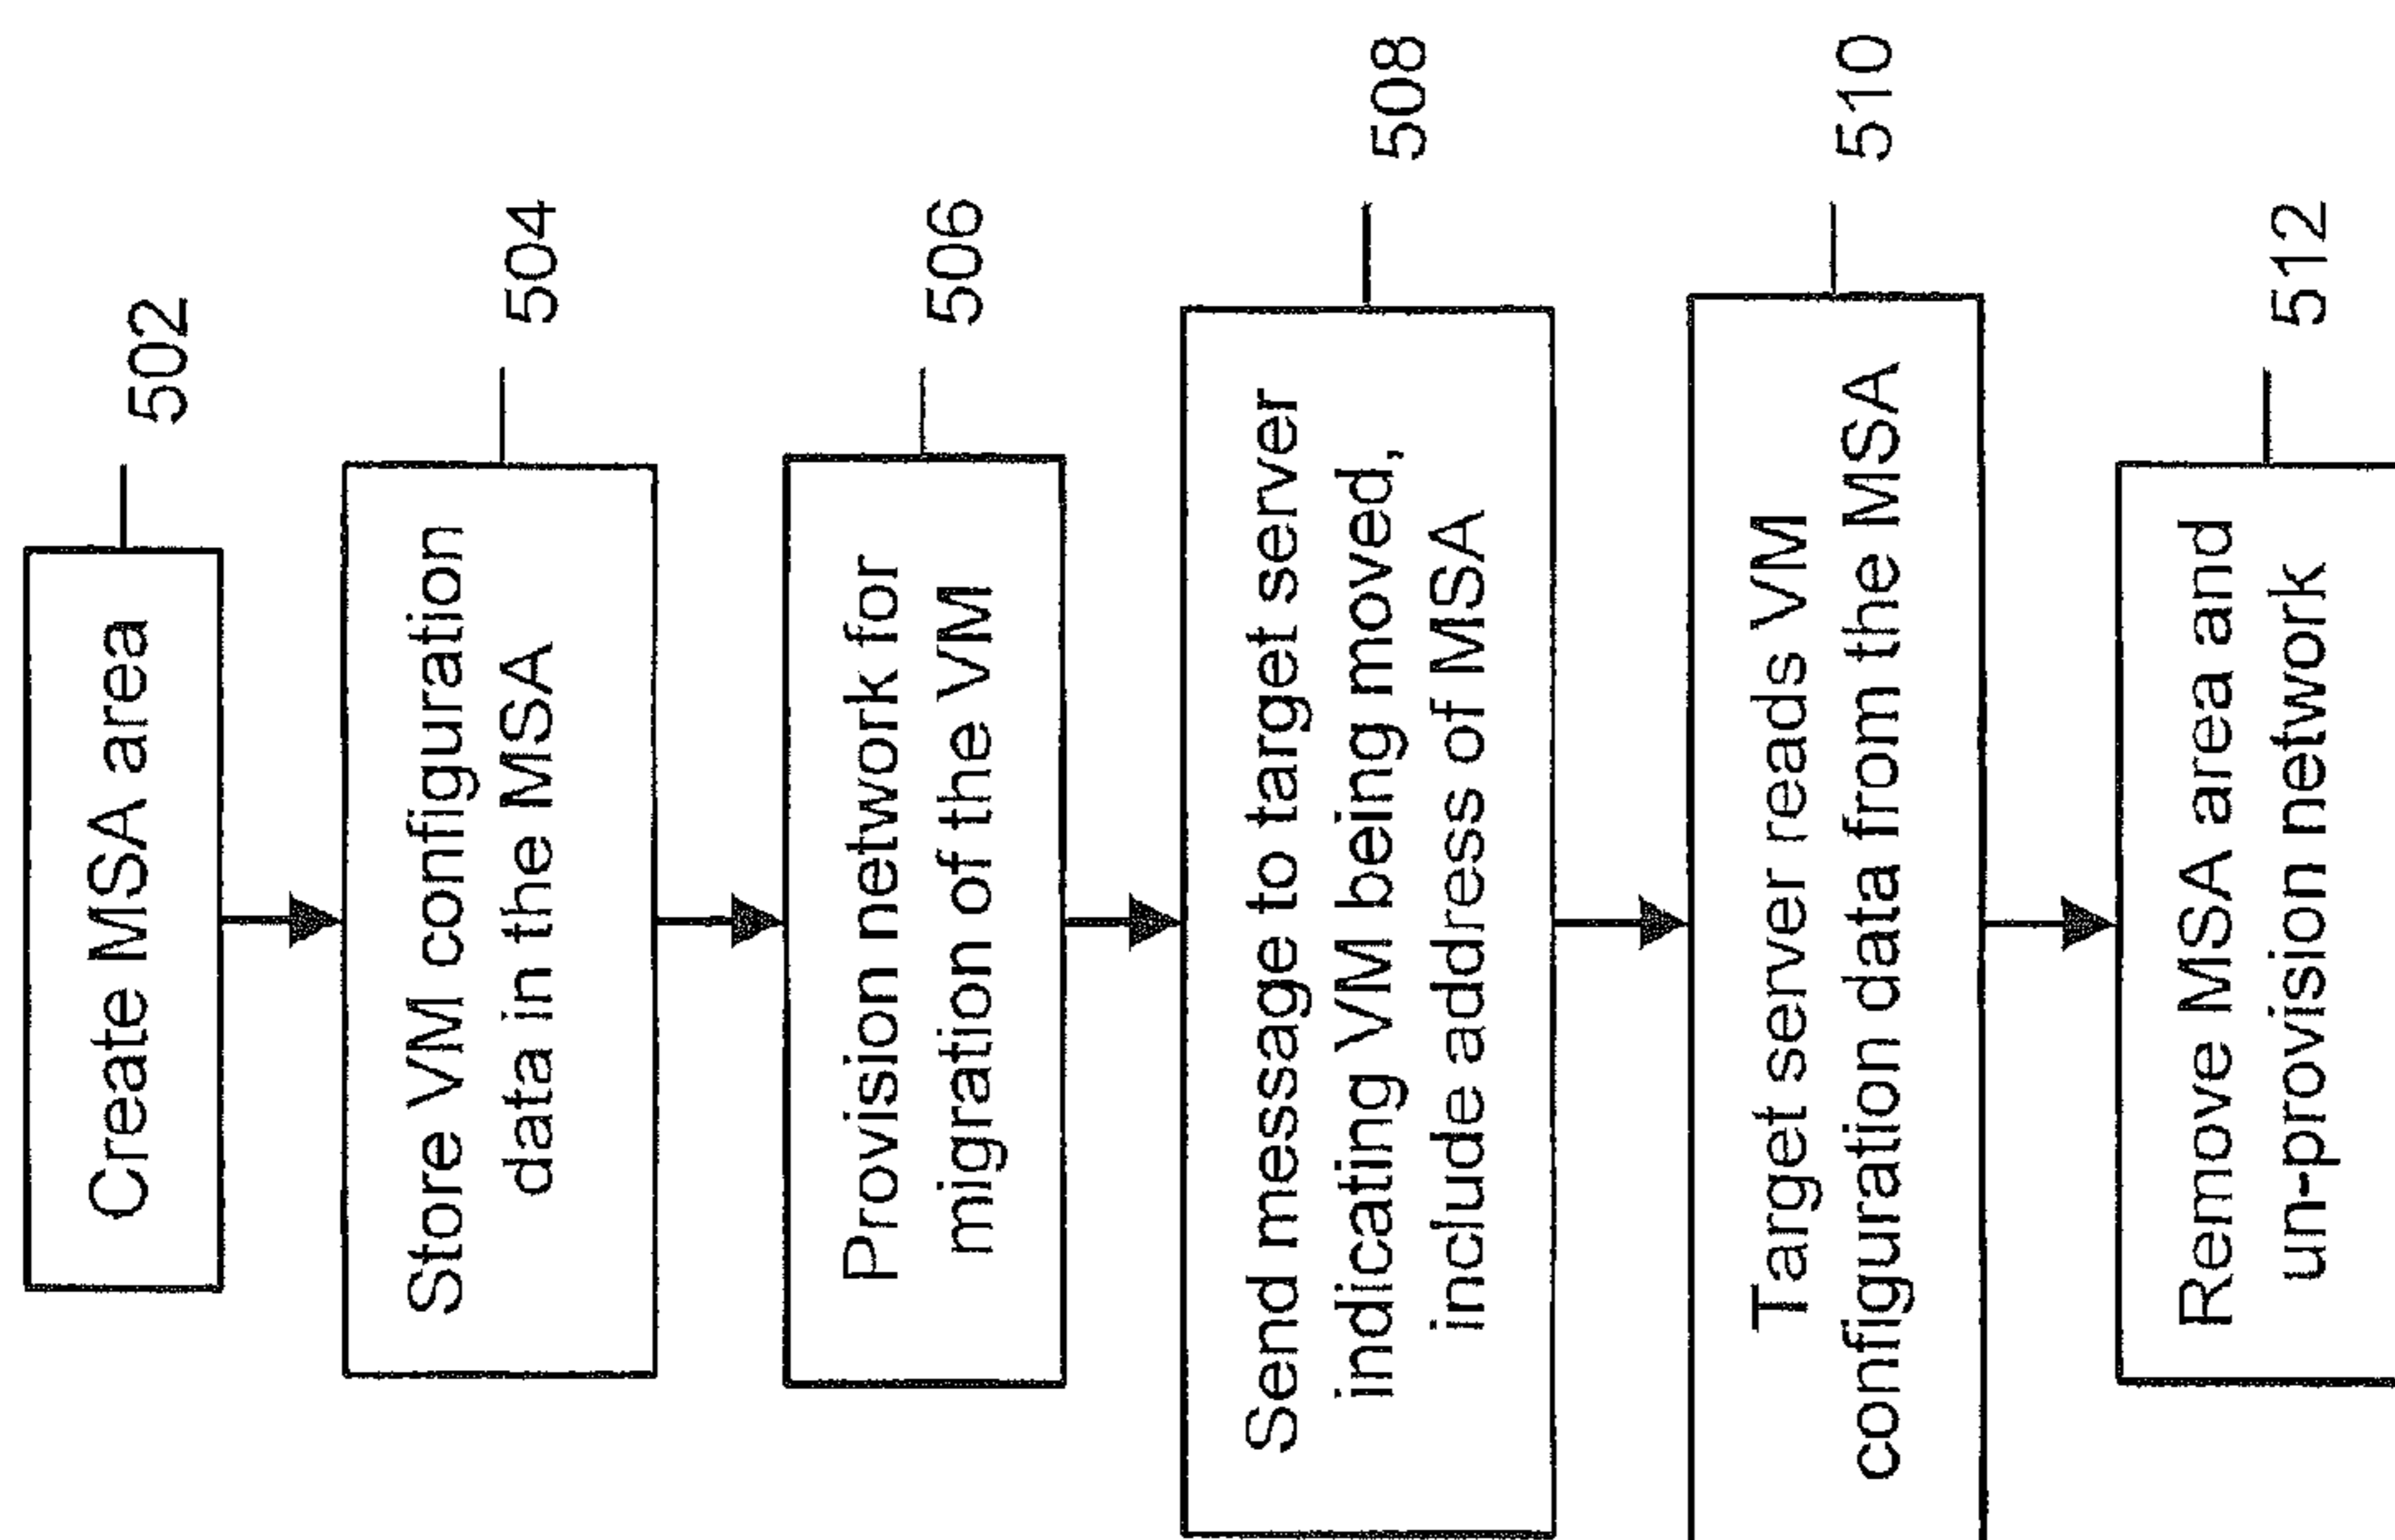 Create MSA area
502
Store VM configuration
data in the MSA
504
Provision network for
migration of the VM
506
Send message to target server
indicating VM being moved,
include address of MSA
508
Target server reads VM
configuration data from the MSA
510
Remove MSA area and
un-provision network
512